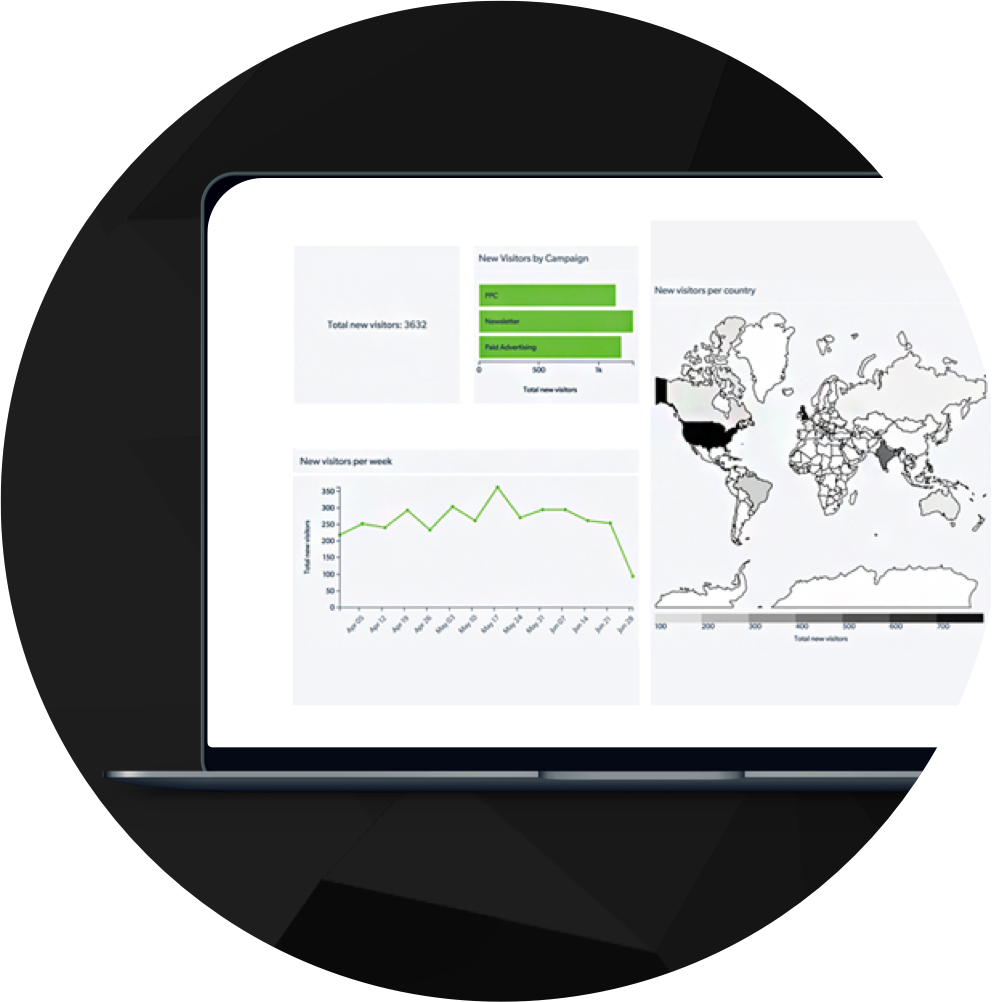 Total new visitors: 3632
New Visitors by Campaign
PPC
Newsletter
Paid Advertising
0 500 1k
Total new visitors
New visitors per country
100 200 300 400 500 600 700
Total new visitors
New visitors per week
Total new visitors
350
300
250
200
150
100
50
0
Apr 05 Apr 12 Apr 19 Apr 26 May 03 May 10 May 17 May 24 May 31 Jun 07 Jun 14 Jun 21 Jun 28